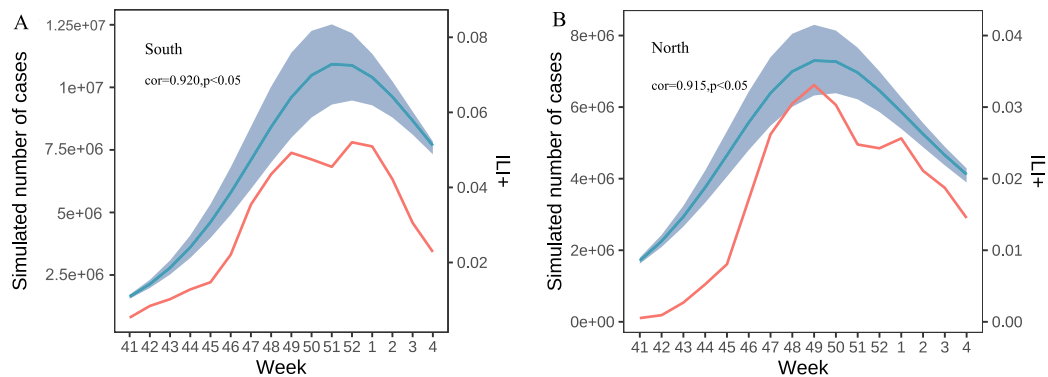 A
South
cor=0.920,p<0.05
Simulated number of cases
1.25e+07
1e+07
7.5e+06
5e+06
2.5e+06
0.08
0.06
0.04
0.02
ILI+
41 42 43 44 45 46 47 48 49 50 51 52 1 2 3 4
Week
B
North
cor=0.915,p<0.05
Simulated number of cases
8e+06
6e+06
4e+06
2e+06
0e+00
0.04
0.03
0.02
0.01
0.00
ILI+
41 42 43 44 45 46 47 48 49 50 51 52 1 2 3 4
Week